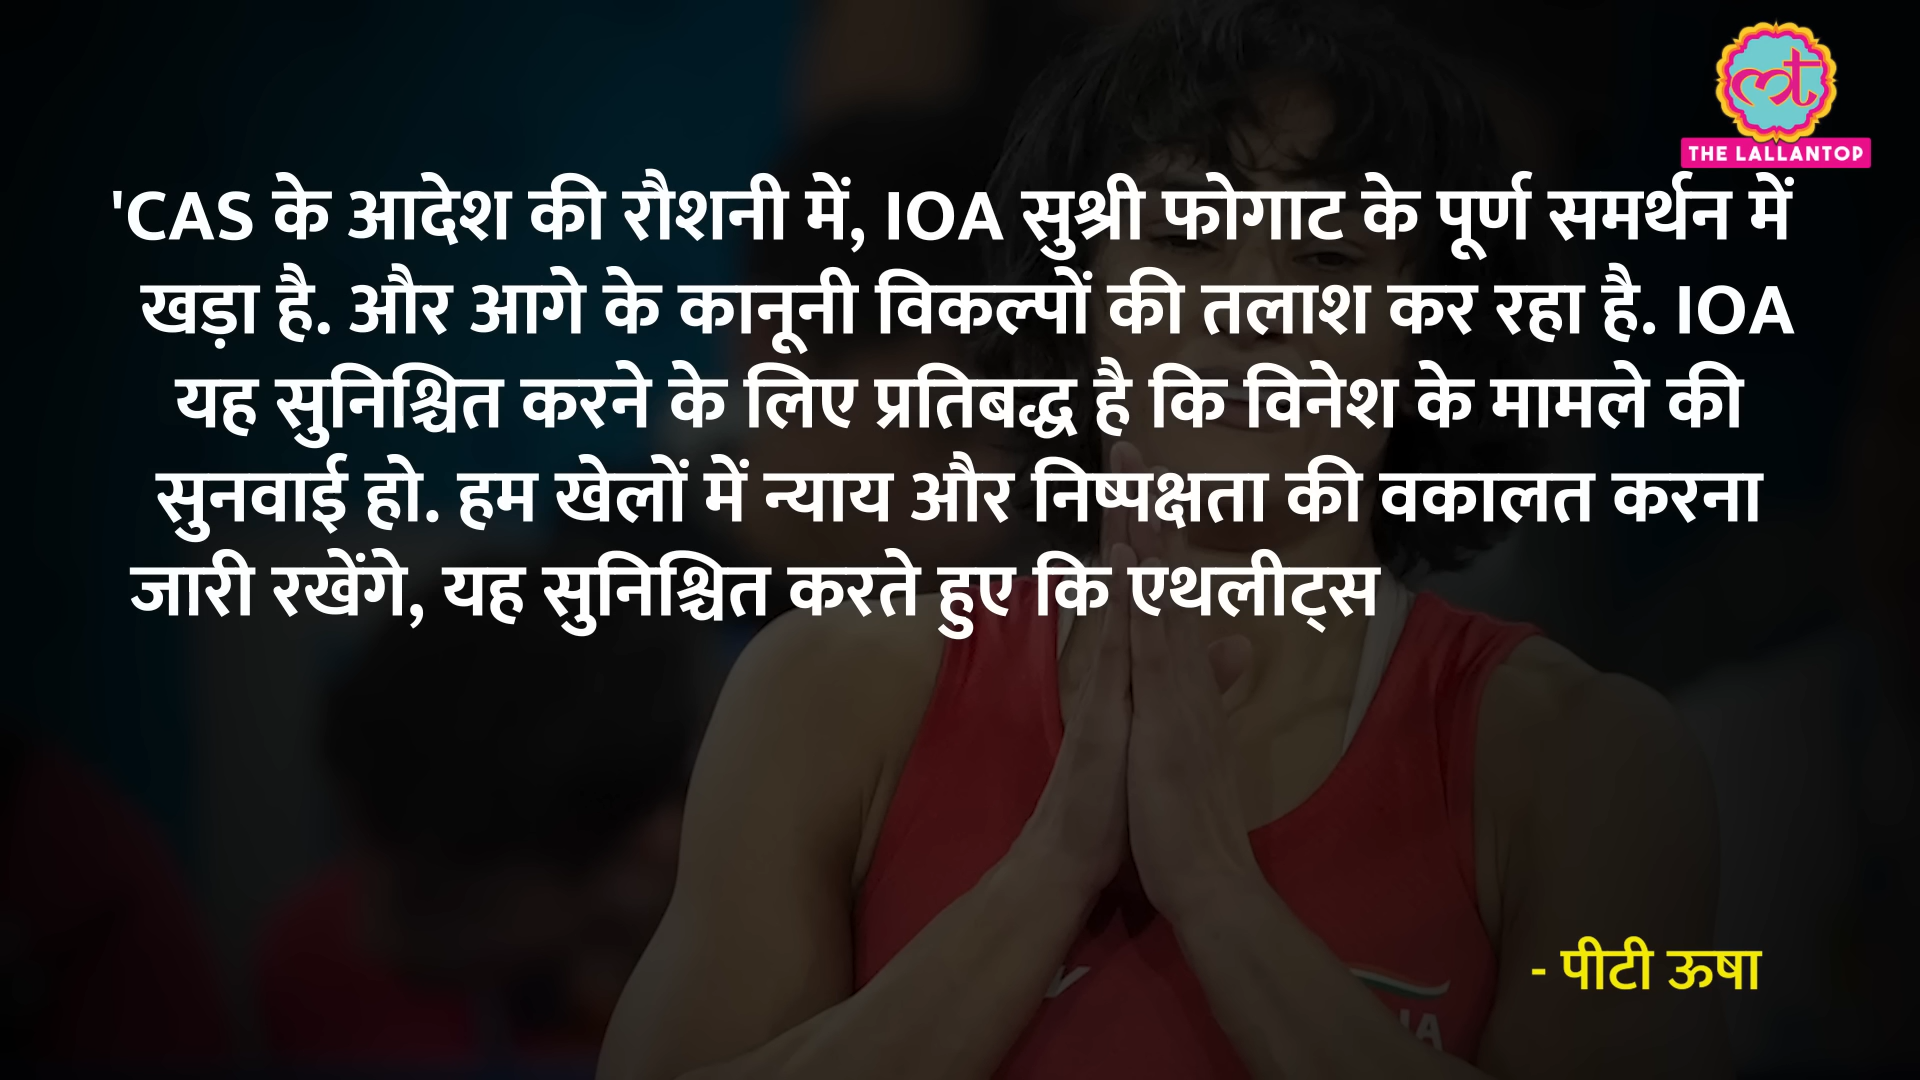 THE LALLANTOP
'CAS के आदेश की रौशनी में, IOA सुश्री फोगाट के पूर्ण समर्थन में
खड़ा है. और आगे के कानूनी विकल्पों की तलाश कर रहा है. IOA
यह सुनिश्चित करने के लिए प्रतिबद्ध है कि विनेश के मामले की
सुनवाई हो. हम खेलों में न्याय और निष्पक्षता की वकालत करना
जारी रखेंगे, यह सुनिश्चित करते हुए कि एथलीट्स
- पीटी ऊषा